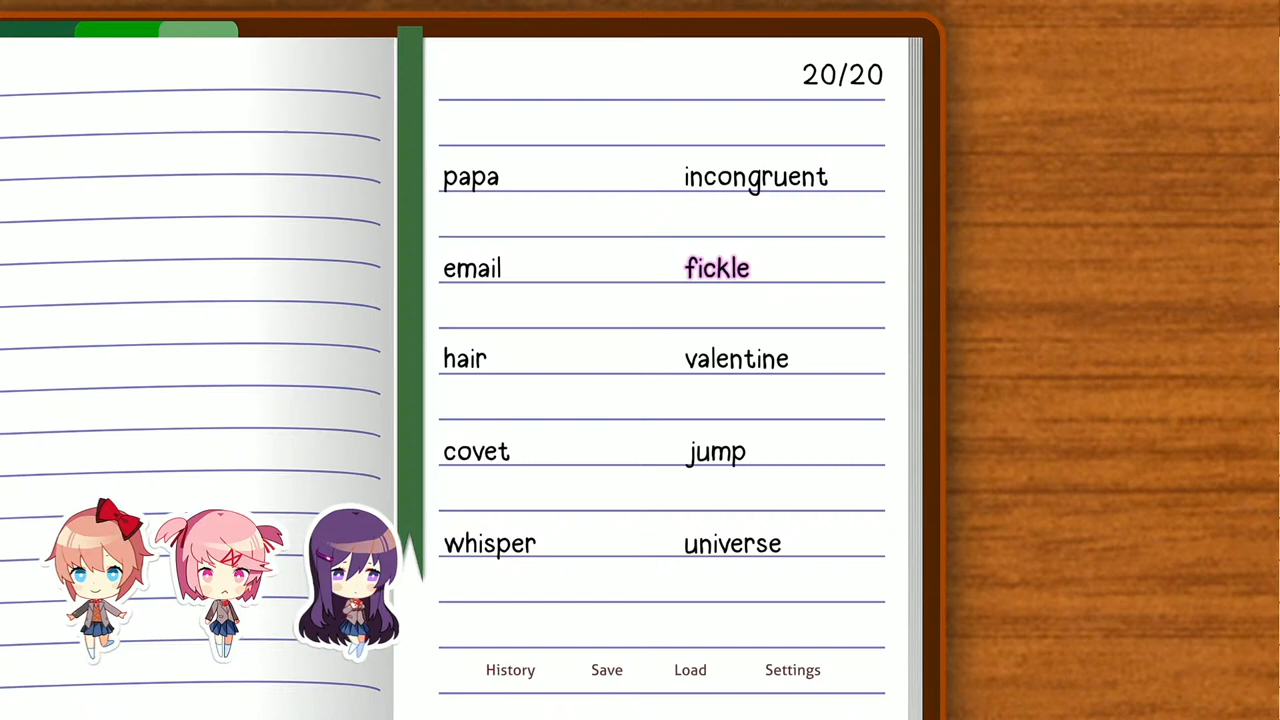 20/20
papa incongruent
email fickle
hair valentine
covet jump
whisper universe
History Save Load Settings